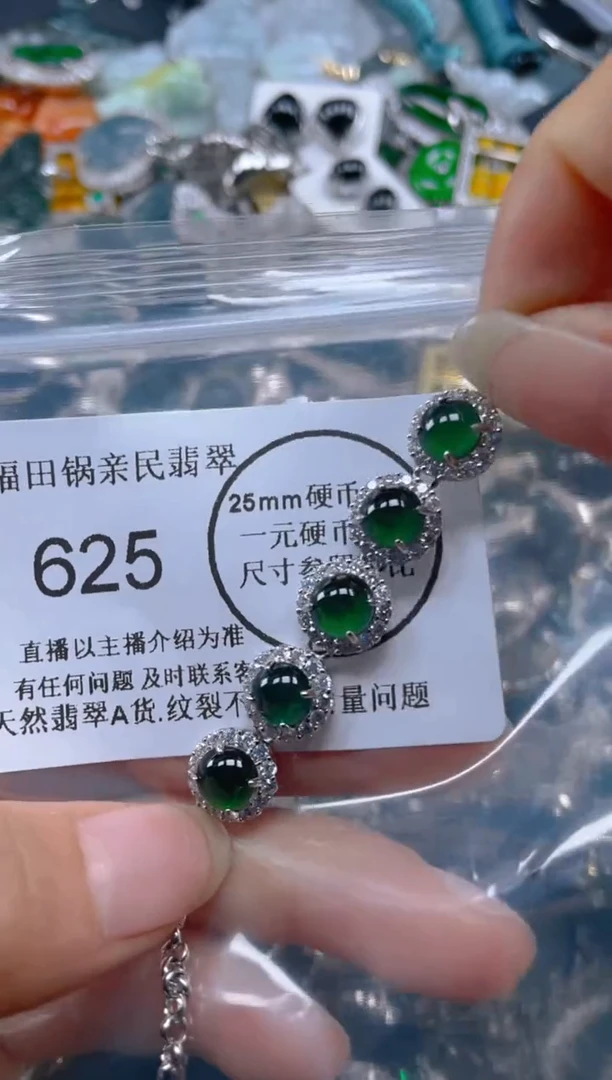 福田锅亲民翡翠
625
25mm硬币
一元硬币
尺寸参
直播以主播介绍为准
有任何问题 及时联系客
天然翡翠A货.纹裂不 量问题